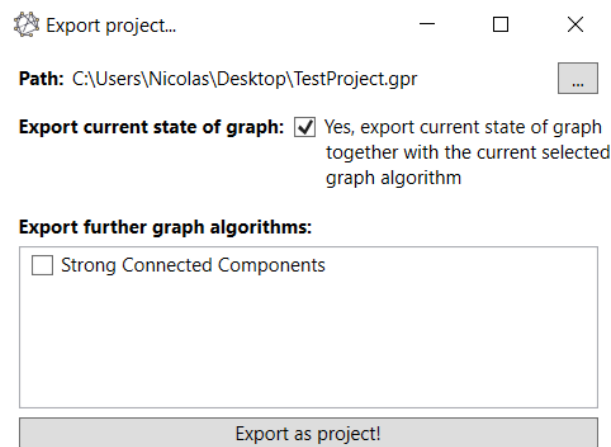 Export project...
Path: C:\Users\Nicolas\Desktop\TestProject.gpr ...
Export current state of graph: Yes, export current state of graph
together with the current selected
graph algorithm
Export further graph algorithms:
Strong Connected Components
Export as project!